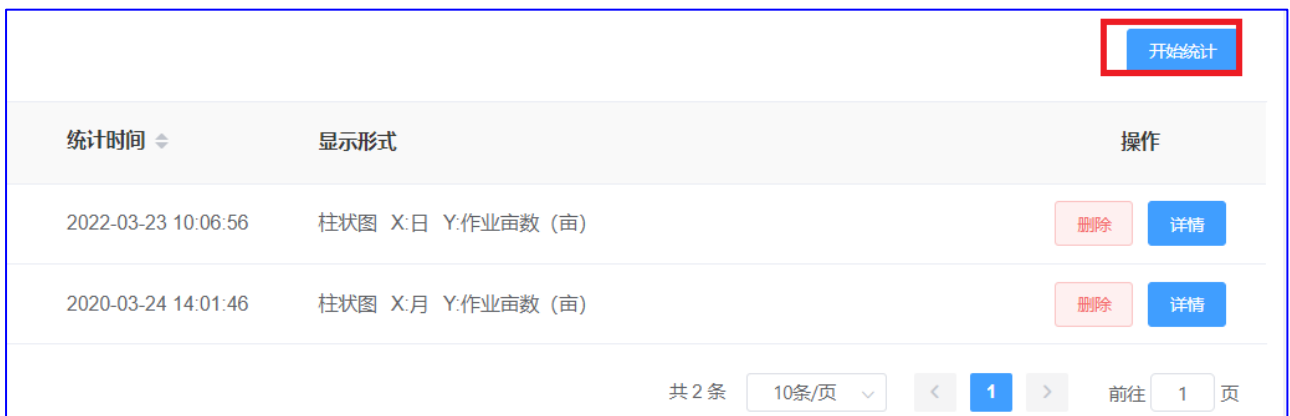 开始统计
统计时间 显示形式 操作
2022-03-23 10:06:56 柱状图 X:日 Y:作业亩数（亩） 删除 详情
2020-03-24 14:01:46 柱状图 X:月 Y:作业亩数（亩） 删除 详情
共 2 条 10条/页 < 1 > 前往 1 页